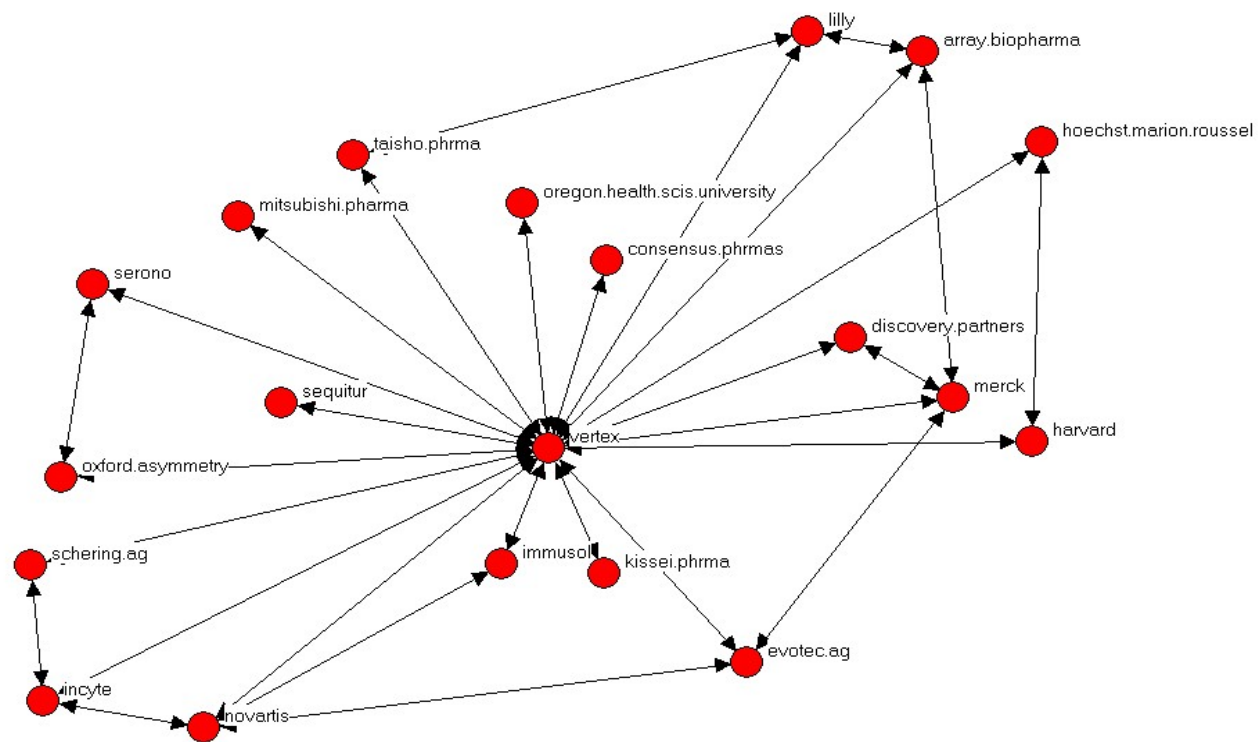 lilly
array.biopharma
hoechst.marion.roussel
taisho.phrma
oregon.health.scis.university
mitsubishi.pharma
consensus.phrmas
serono
discovery.partners
merck
sequitur
harvard
vertex
oxford.asymmetry
schering.ag
immusol
kissei.phrma
evotec.ag
incyte
novartis